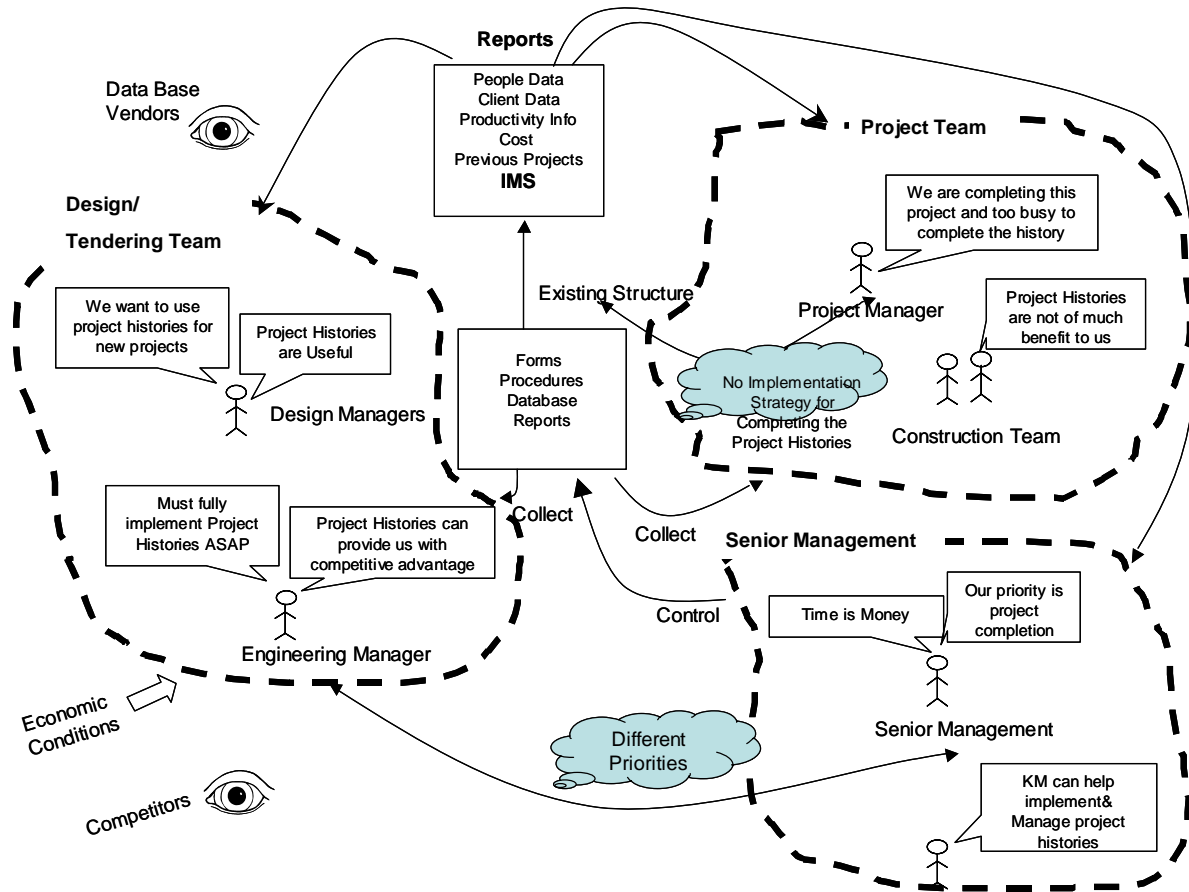 Reports
People Data
Client Data
Productivity Info
Cost
Previous Projects
IMS
Data Base
Vendors
Project Team
We are completing this
project and too busy to
complete the history
Project Manager
Project Histories
are not of much
benefit to us
Construction Team
Design/
Tendering Team
We want to use
project histories for
new projects
Project Histories
are Useful
Design Managers
Existing Structure
Forms
Procedures
Database
Reports
No Implementation
Strategy for
Completing the
Project Histories
Must fully
implement Project
Histories ASAP
Project Histories can
provide us with
competitive advantage
Engineering Manager
Collect
Collect
Control
Senior Management
Time is Money
Our priority is
project
completion
Senior Management
KM can help
implement&
Manage project
histories
Different
Priorities
Economic
Conditions
Competitors